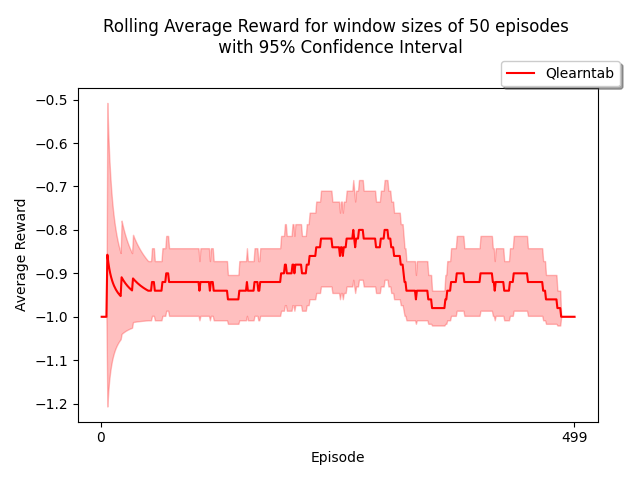 Rolling Average Reward for window sizes of 50 episodes
with 95% Confidence Interval
Qlearntab
−0.5
−0.6
−0.7
−0.8
−0.9
−1.0
−1.1
−1.2
Average Reward
0
499
Episode